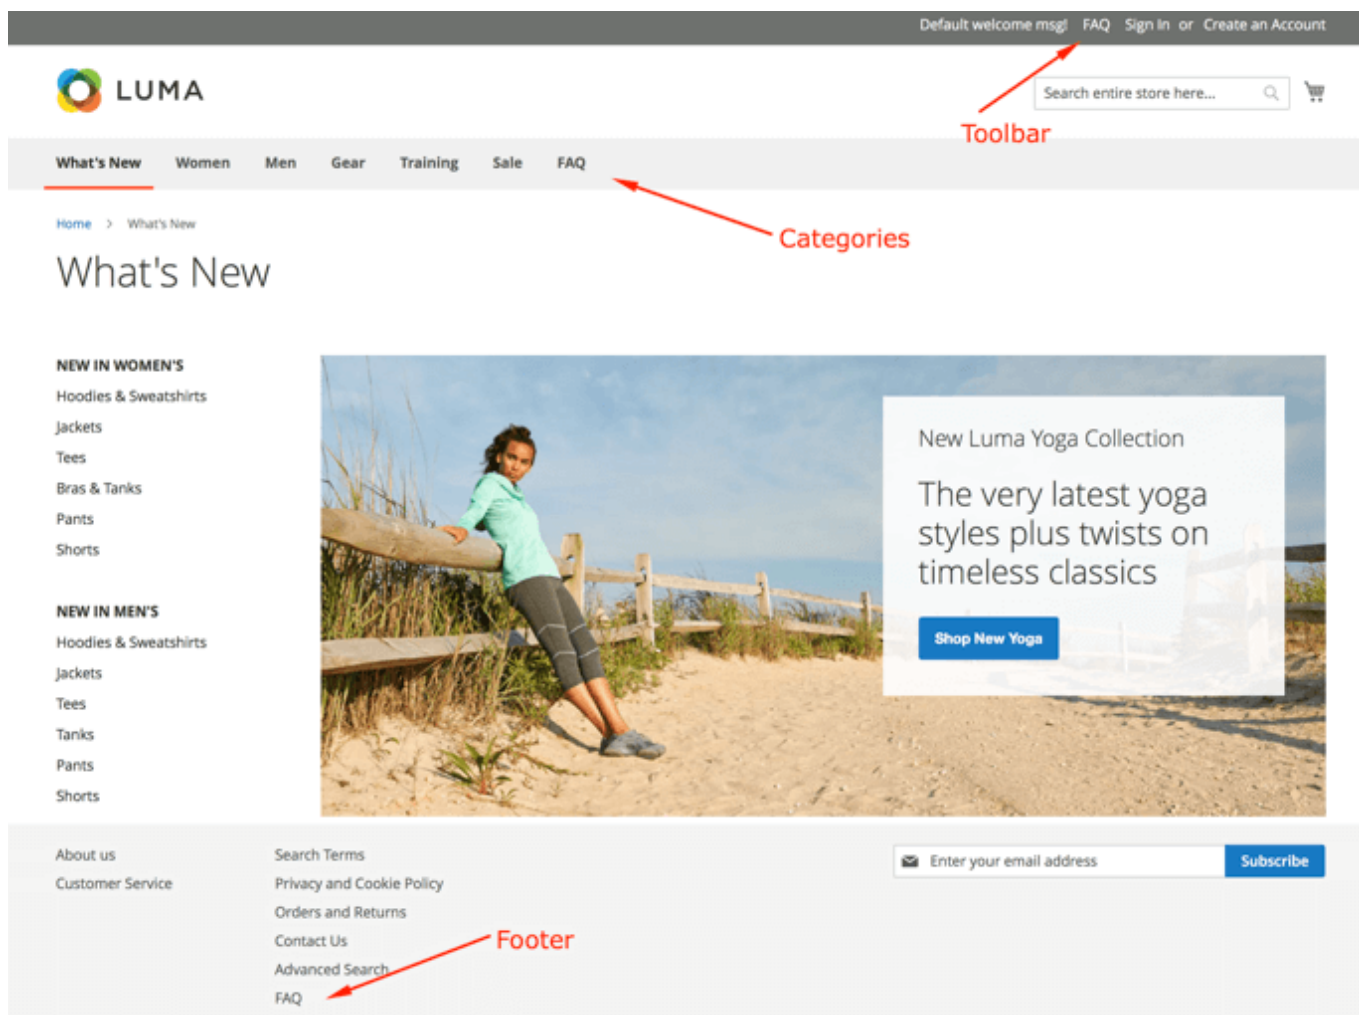 Default welcome msg! FAQ Sign In or Create an Account
LUMA
Search entire store here...
Toolbar
What's New Women Men Gear Training Sale FAQ
Categories
Home > What's New
What's New
NEW IN WOMEN'S
Hoodies & Sweatshirts
Jackets
Tees
Bras & Tanks
Pants
Shorts
NEW IN MEN'S
Hoodies & Sweatshirts
Jackets
Tees
Tanks
Pants
Shorts
New Luma Yoga Collection
The very latest yoga
styles plus twists on
timeless classics
Shop New Yoga
About us
Customer Service
Search Terms
Privacy and Cookie Policy
Orders and Returns
Contact Us
Advanced Search
FAQ
Footer
Enter your email address
Subscribe